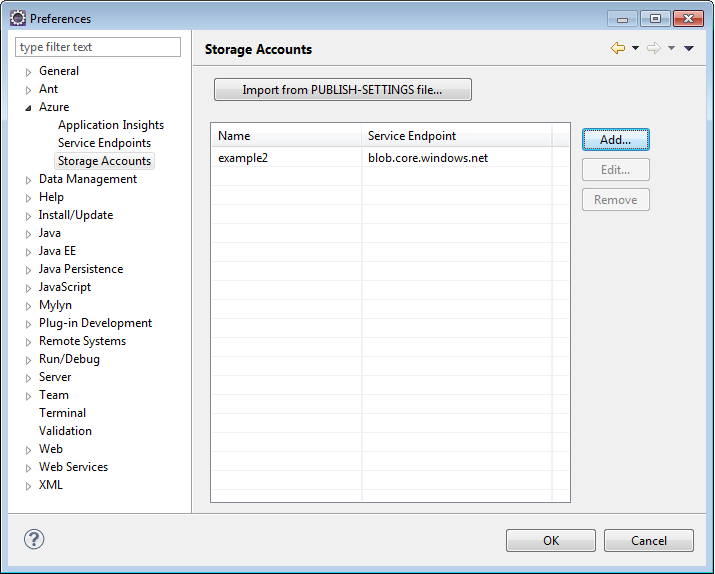 Preferences
type filter text
General
Ant
Azure
Application Insights
Service Endpoints
Storage Accounts
Data Management
Help
Install/Update
Java
Java EE
Java Persistence
JavaScript
Mylyn
Plug-in Development
Remote Systems
Run/Debug
Server
Team
Terminal
Validation
Web
Web Services
XML
Storage Accounts
Import from PUBLISH-SETTINGS file...
Name Service Endpoint
example2 blob.core.windows.net
Add...
Edit...
Remove
?
OK Cancel